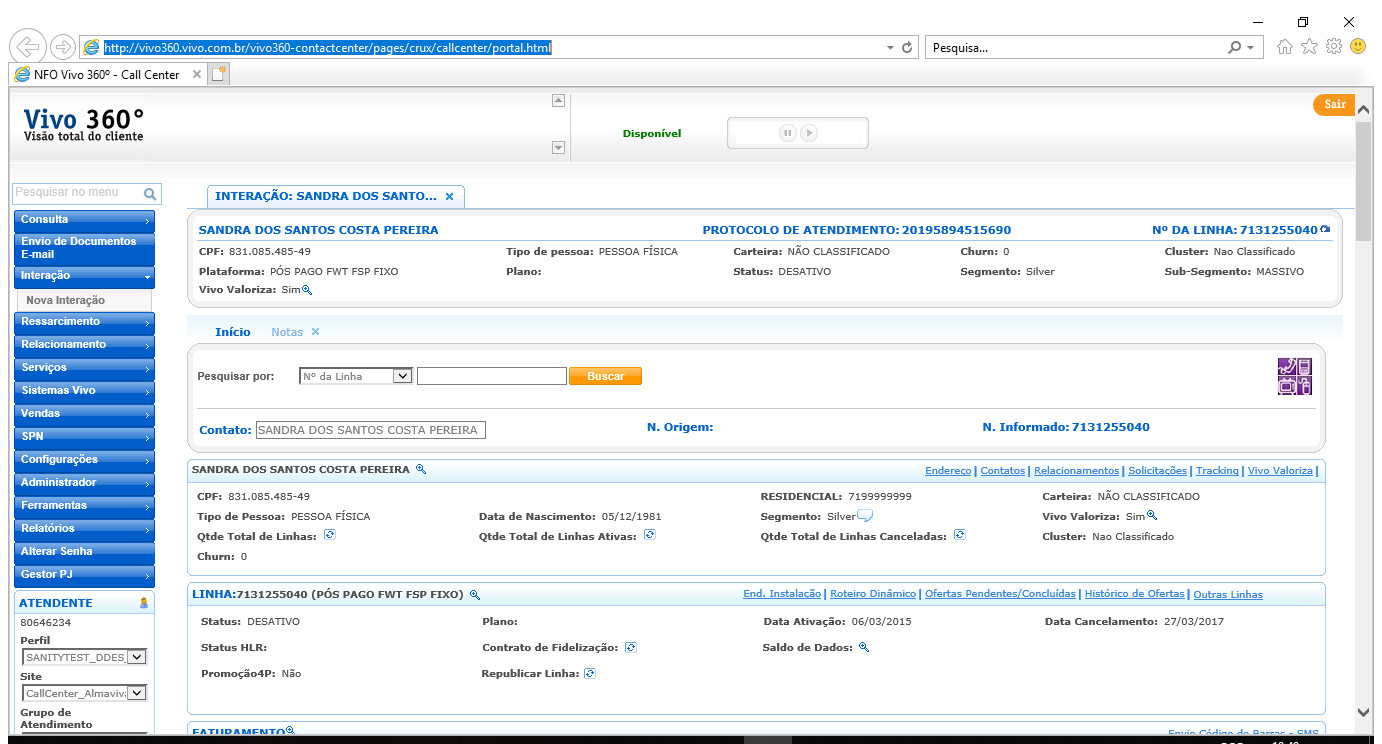 http://vivo360.vivo.com.br/vivo360-contactcenter/pages/crux/callcenter/portal.html
Pesquisa...
NFO Vivo 360º - Call Center
Vivo 360°
Visão total do cliente
Disponível
Sair
Pesquisar no menu
Consulta
Envio de Documentos
E-mail
Interação
Nova Interação
Ressarcimento
Relacionamento
Serviços
Sistemas Vivo
Vendas
SPN
Configurações
Administrador
Ferramentas
Relatórios
Alterar Senha
Gestor PJ
ATENDENTE
80646234
Perfil
SANITYTEST_DDES
Site
CallCenter_Almaviv
Grupo de
Atendimento
INTERAÇÃO: SANDRA DOS SANTO...
SANDRA DOS SANTOS COSTA PEREIRA PROTOCOLO DE ATENDIMENTO: 20195894515690 Nº DA LINHA: 7131255040
CPF: 831.085.485-49 Tipo de pessoa: PESSOA FÍSICA Carteira: NÃO CLASSIFICADO Churn: 0 Cluster: Nao Classificado
Plataforma: PÓS PAGO FWT FSP FIXO Plano: Status: DESATIVO Segmento: Silver Sub-Segmento: MASSIVO
Vivo Valoriza: Sim
Início Notas
Pesquisar por: Nº da Linha Buscar
Contato: SANDRA DOS SANTOS COSTA PEREIRA N. Origem: N. Informado: 7131255040
SANDRA DOS SANTOS COSTA PEREIRA Endereço | Contatos | Relacionamentos | Solicitações | Tracking | Vivo Valoriza |
CPF: 831.085.485-49 RESIDENCIAL: 7199999999 Carteira: NÃO CLASSIFICADO
Tipo de Pessoa: PESSOA FÍSICA Data de Nascimento: 05/12/1981 Segmento: Silver Vivo Valoriza: Sim
Qtde Total de Linhas: Qtde Total de Linhas Ativas: Qtde Total de Linhas Canceladas: Cluster: Nao Classificado
Churn: 0
LINHA:7131255040 (PÓS PAGO FWT FSP FIXO) End. Instalação | Roteiro Dinâmico | Ofertas Pendentes/Concluídas | Histórico de Ofertas | Outras Linhas
Status: DESATIVO Plano: Data Ativação: 06/03/2015 Data Cancelamento: 27/03/2017
Status HLR: Contrato de Fidelização: Saldo de Dados:
Promoção4P: Não Republicar Linha:
FATURAMENTO Envio Código de Barras - SMS